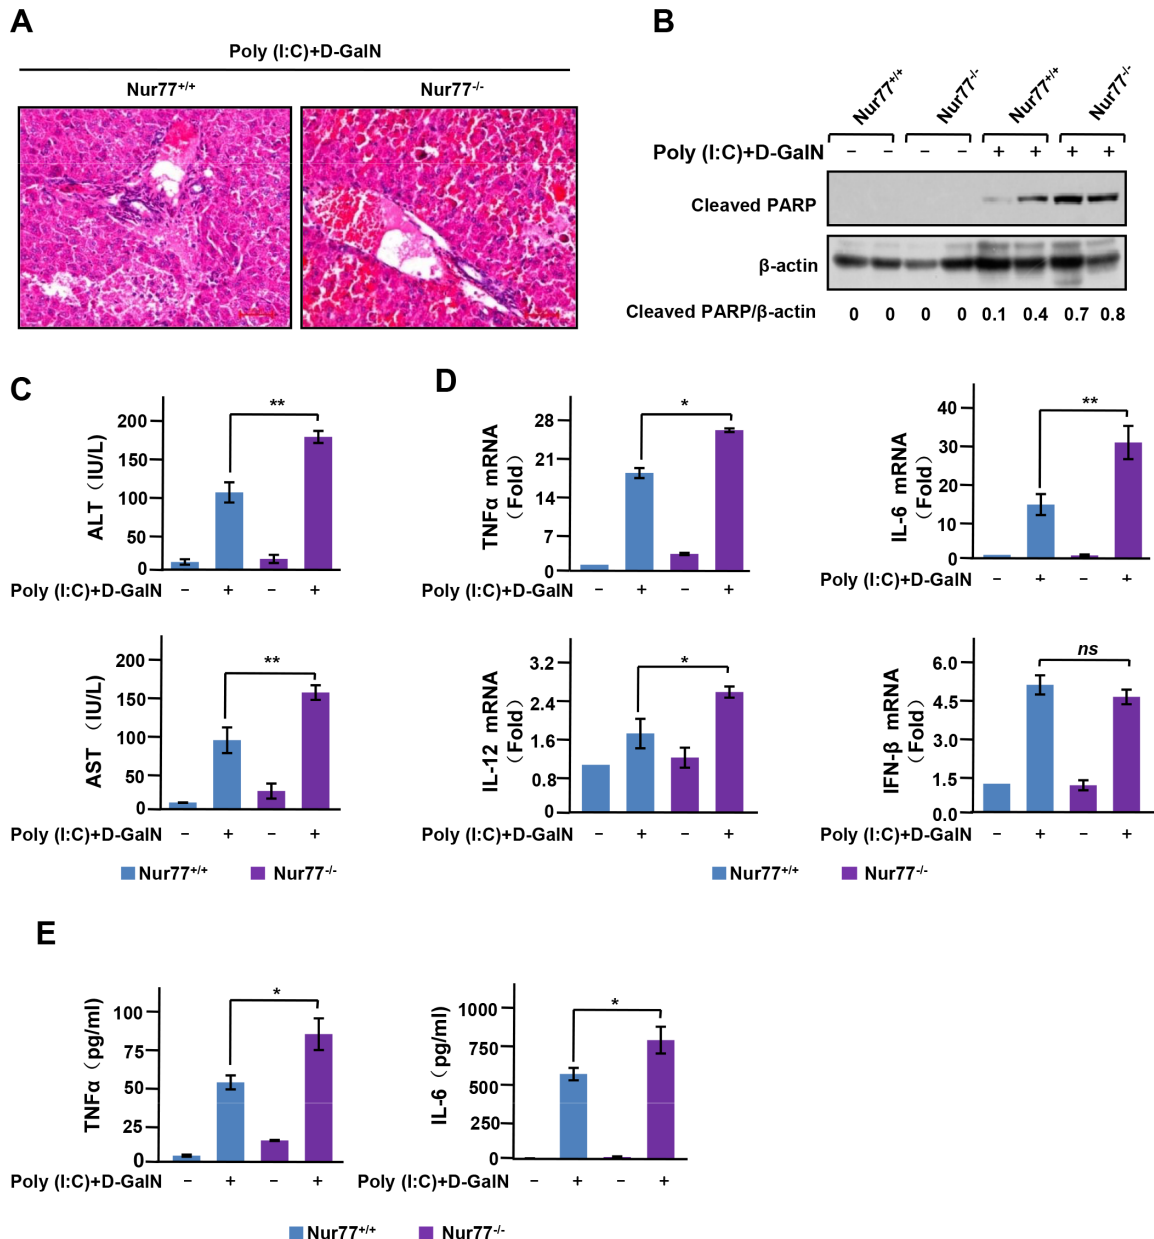 A
Poly (I:C)+D-GalN
Nur77+/+ Nur77-/-
B
Nur77+/+ Nur77-/- Nur77+/+ Nur77-/-
Poly (I:C)+D-GalN − − − − + + + +
Cleaved PARP
β-actin
Cleaved PARP/β-actin 0 0 0 0 0.1 0.4 0.7 0.8
C
ALT (IU/L)
200
150
100
50
0
**
Poly (I:C)+D-GalN − + − +
AST (IU/L)
200
150
100
50
0
**
Poly (I:C)+D-GalN − + − +
Nur77+/+ Nur77-/-
D
TNFα mRNA
(Fold)
28
21
14
7
0
*
Poly (I:C)+D-GalN − + − +
IL-6 mRNA
(Fold)
40
30
20
10
0
**
Poly (I:C)+D-GalN − + − +
IL-12 mRNA
(Fold)
3.2
2.4
1.6
0.8
0
*
Poly (I:C)+D-GalN − + − +
IFN-β mRNA
(Fold)
6.0
4.5
3.0
1.5
0.0
ns
Poly (I:C)+D-GalN − + − +
Nur77+/+ Nur77-/-
E
TNFα (pg/ml)
100
75
50
25
0
*
Poly (I:C)+D-GalN − + − +
IL-6 (pg/ml)
1000
750
500
250
0
*
Poly (I:C)+D-GalN − + − +
Nur77+/+ Nur77-/-